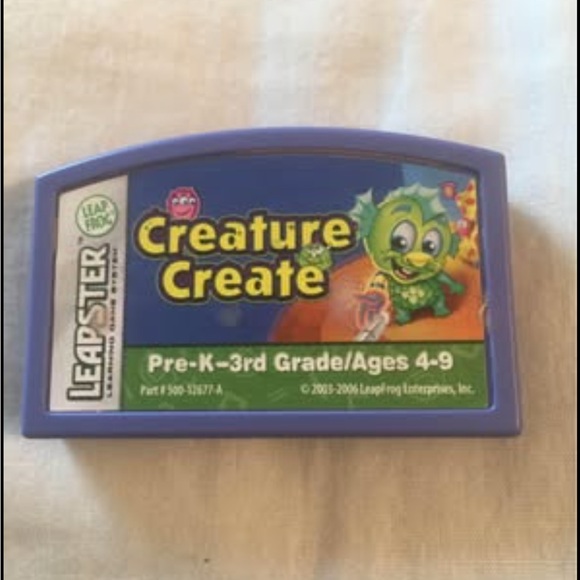 LEAP
FROG
LEAPSTER™
LEARNING GAME SYSTEM
Creature
Create
Pre-K–3rd Grade/Ages 4-9
Part # 500-12677-A
© 2003-2006 LeapFrog Enterprises, Inc.